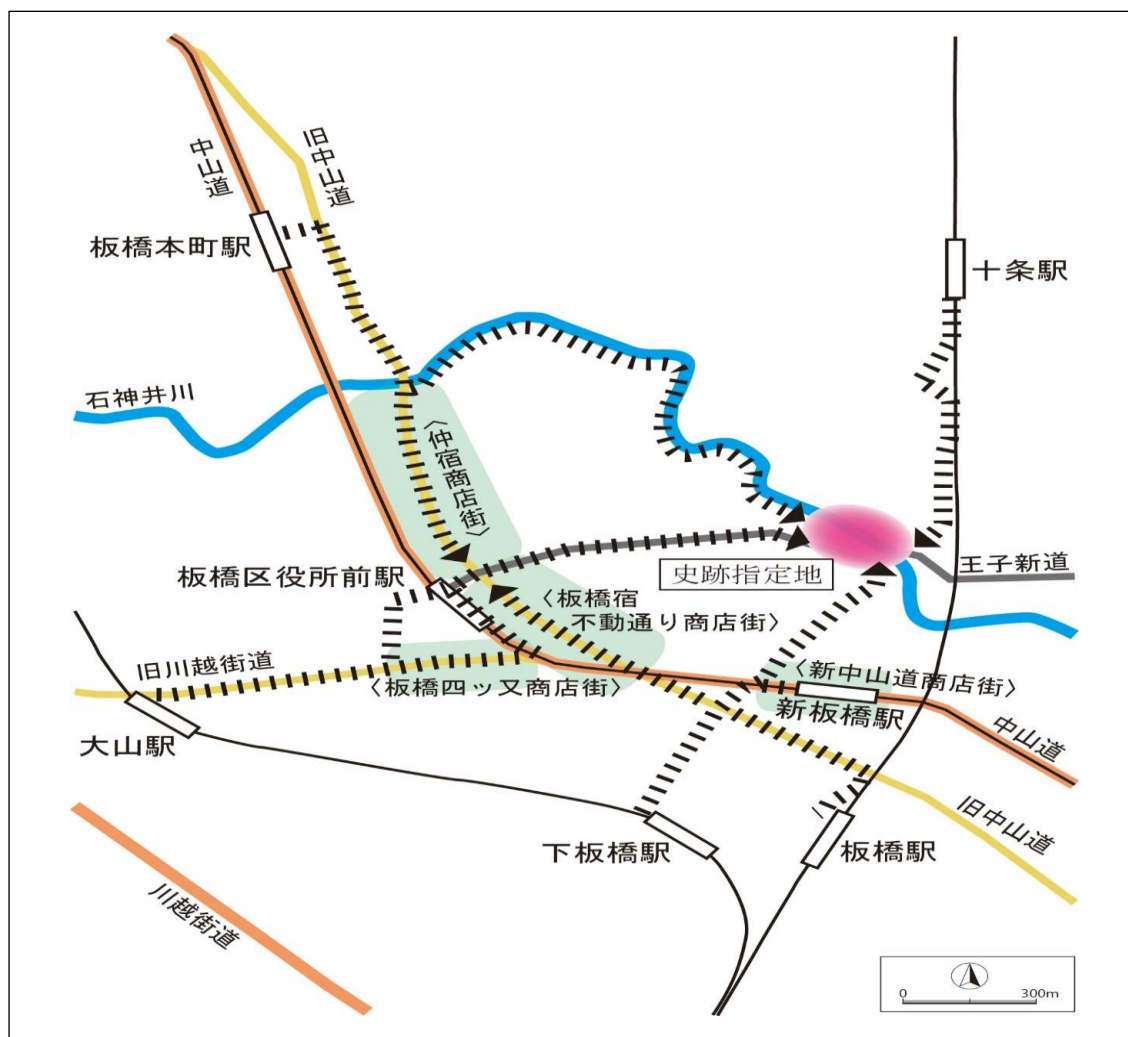 旧中山道
中山道
板橋本町駅
十条駅
石神井川
〈仲宿商店街〉
板橋区役所前駅
史跡指定地
王子新道
〈板橋宿
不動通り商店街〉
旧川越街道
〈板橋四ッ又商店街〉
〈新中山道商店街〉
新板橋駅
大山駅
中山道
下板橋駅
板橋駅
旧中山道
川越街道
0 300m